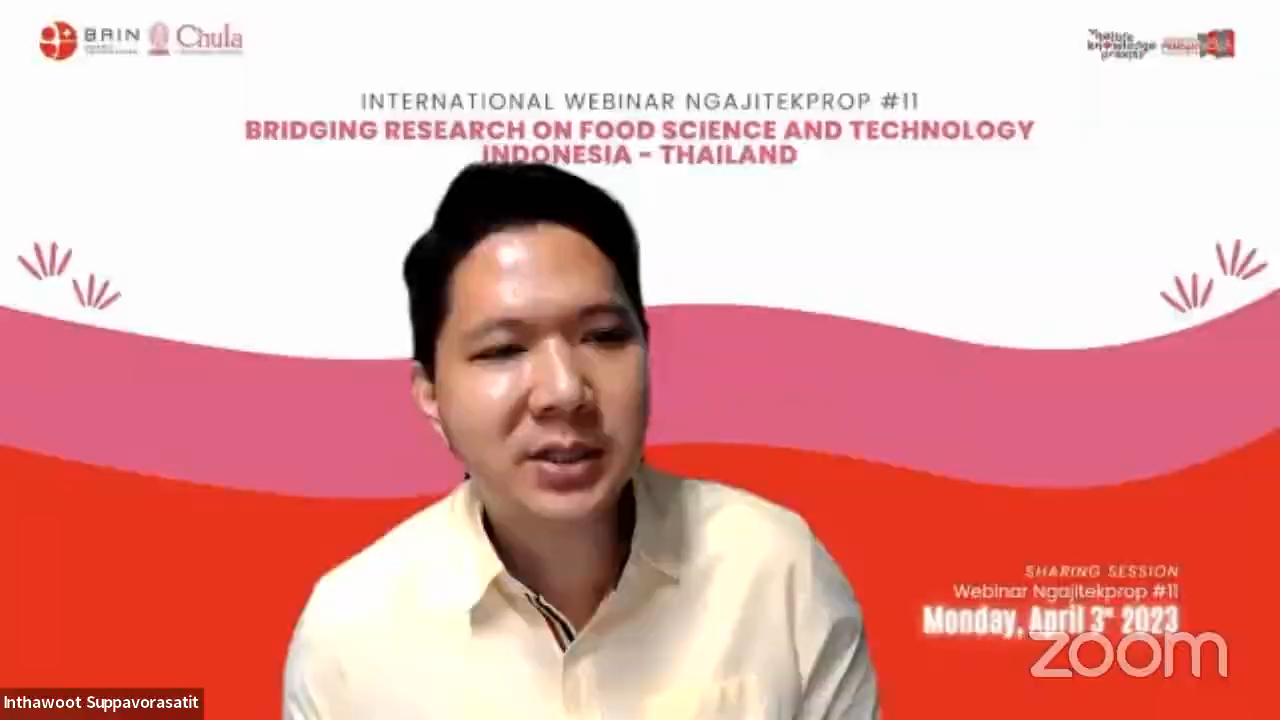 BRIN
Chula
INTERNATIONAL WEBINAR NGAJITEKPROP #11
BRIDGING RESEARCH ON FOOD SCIENCE AND TECHNOLOGY
INDONESIA - THAILAND
SHARING SESSION
Webinar Ngajitekprop #11
Monday, April 3rd 2023
zoom
Inthawoot Suppavorasatit